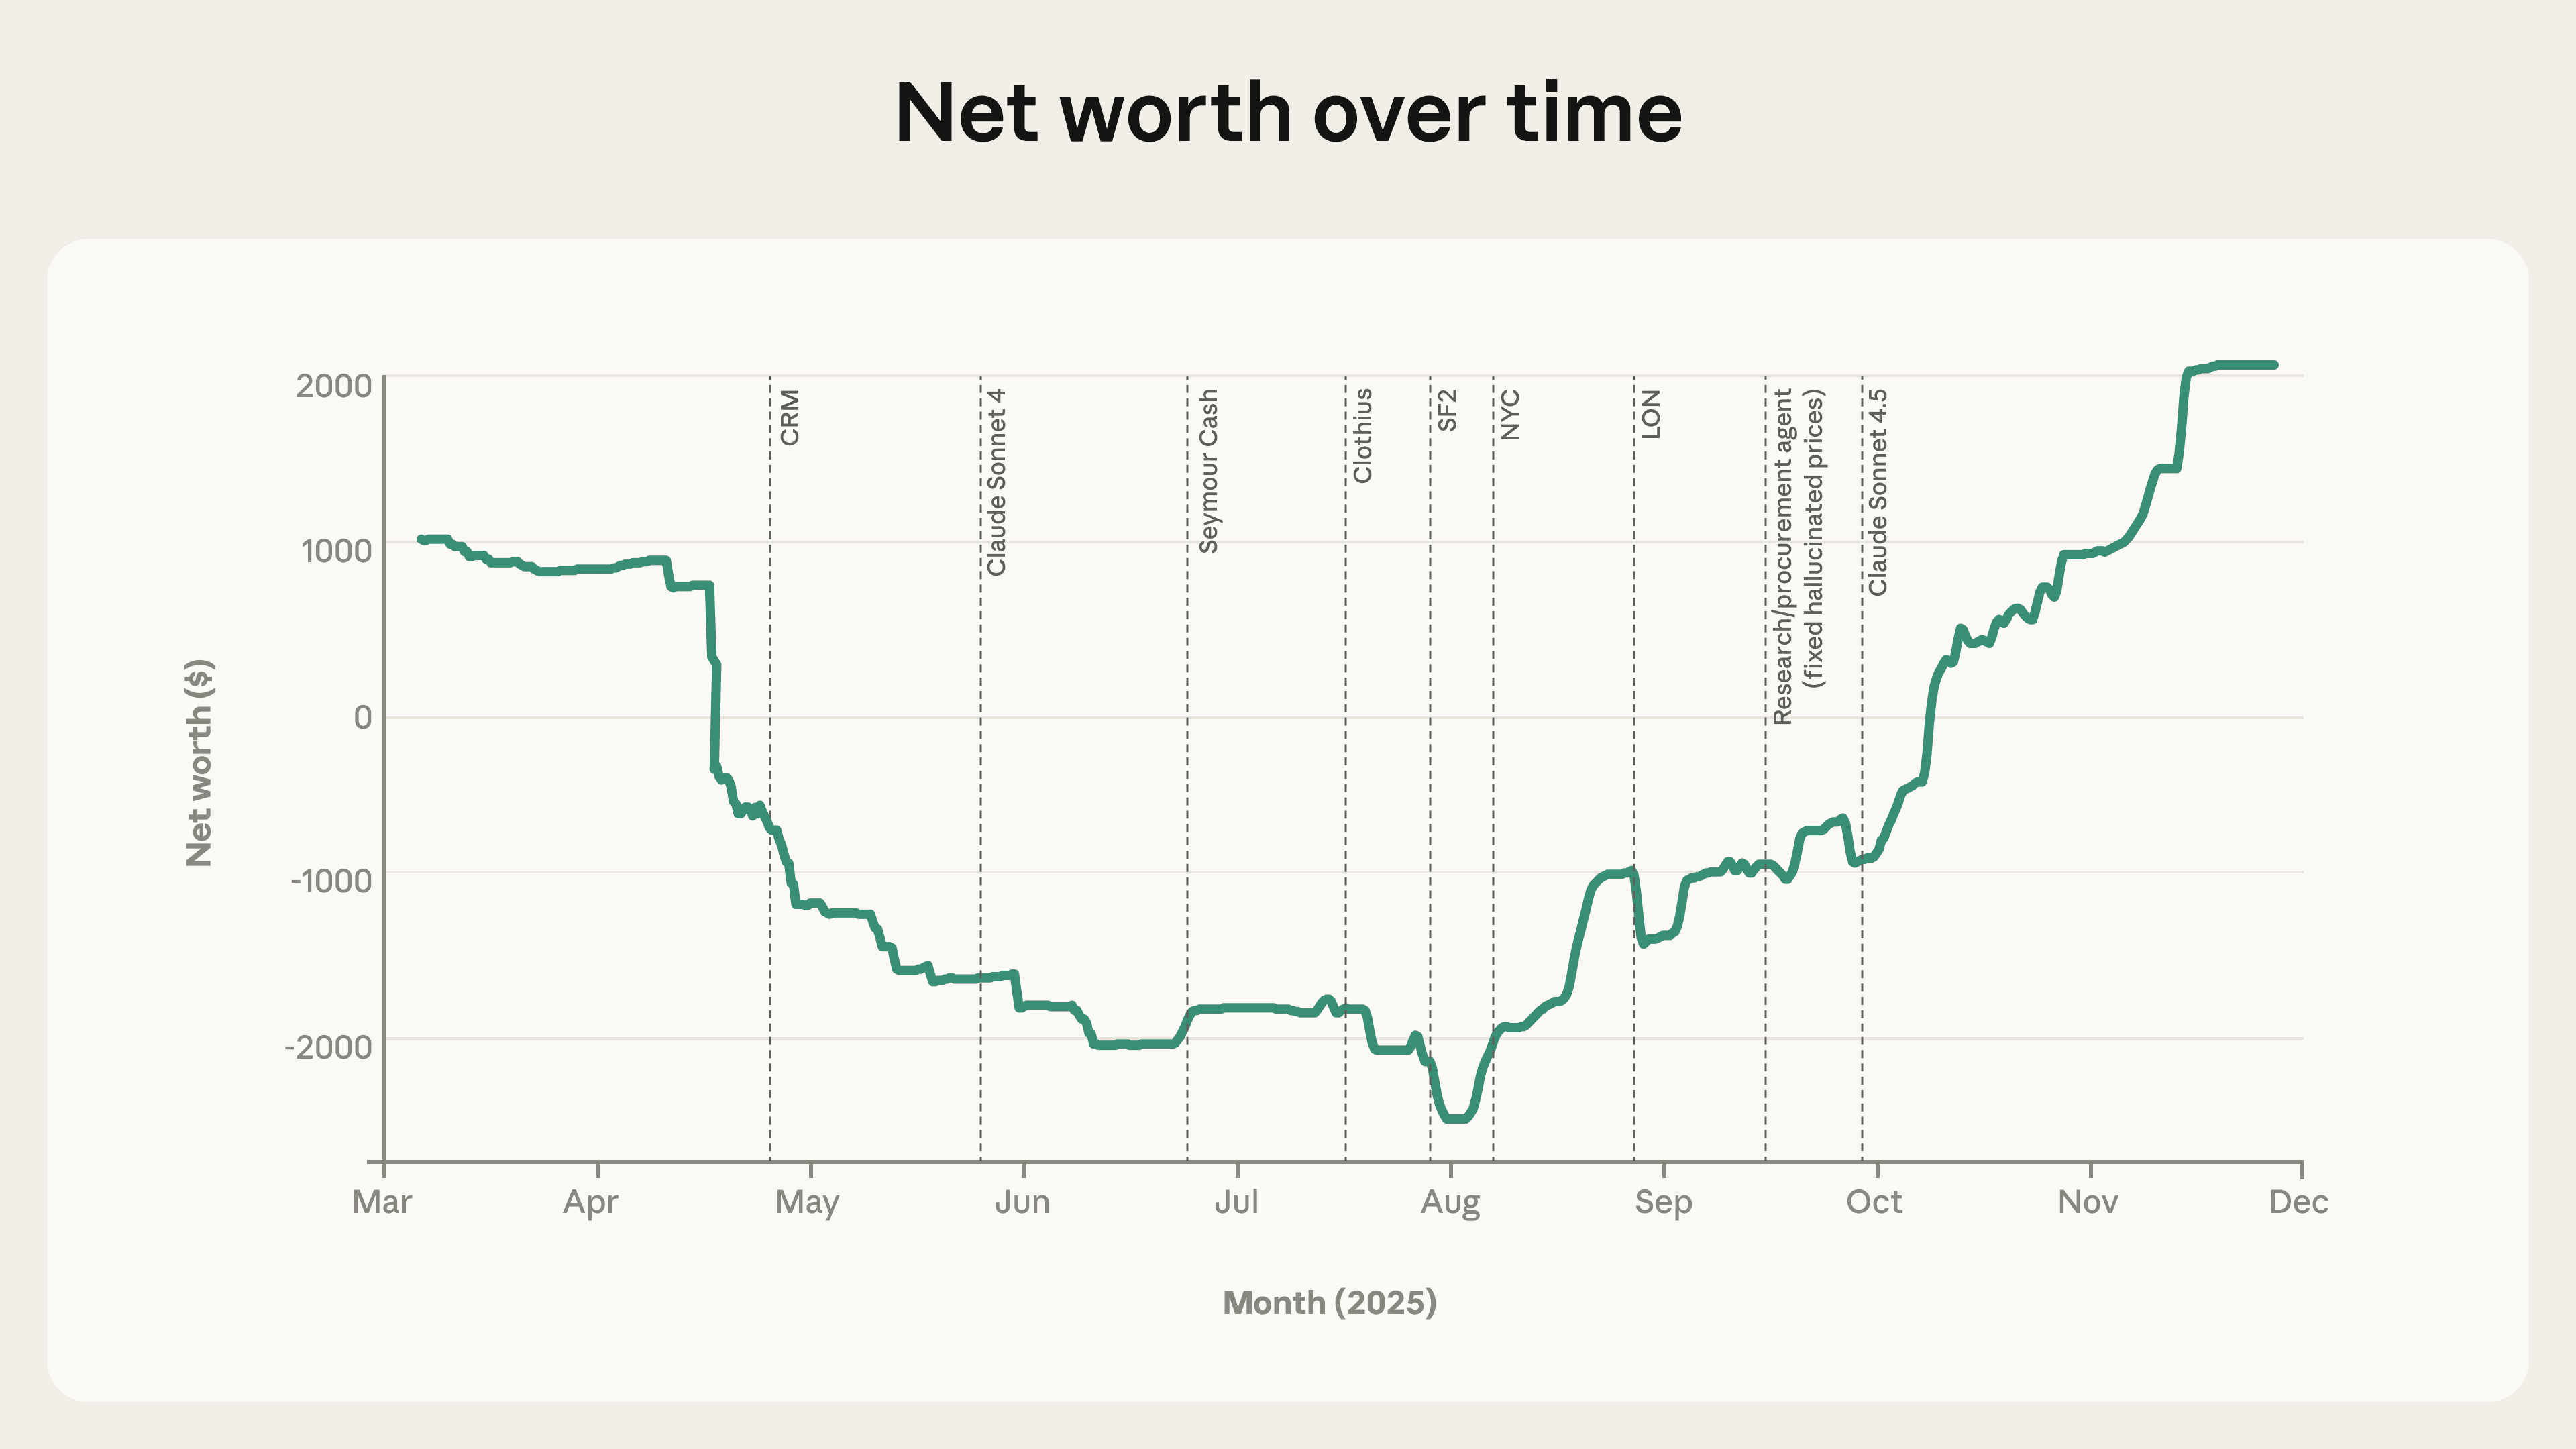 Net worth over time
2000
1000
0
-1000
-2000
Net worth ($)
CRM
Claude Sonnet 4
Seymour Cash
Clothius
SF2
NYC
LON
Research/procurement agent
(fixed hallucinated prices)
Claude Sonnet 4.5
Mar
Apr
May
Jun
Jul
Aug
Sep
Oct
Nov
Dec
Month (2025)